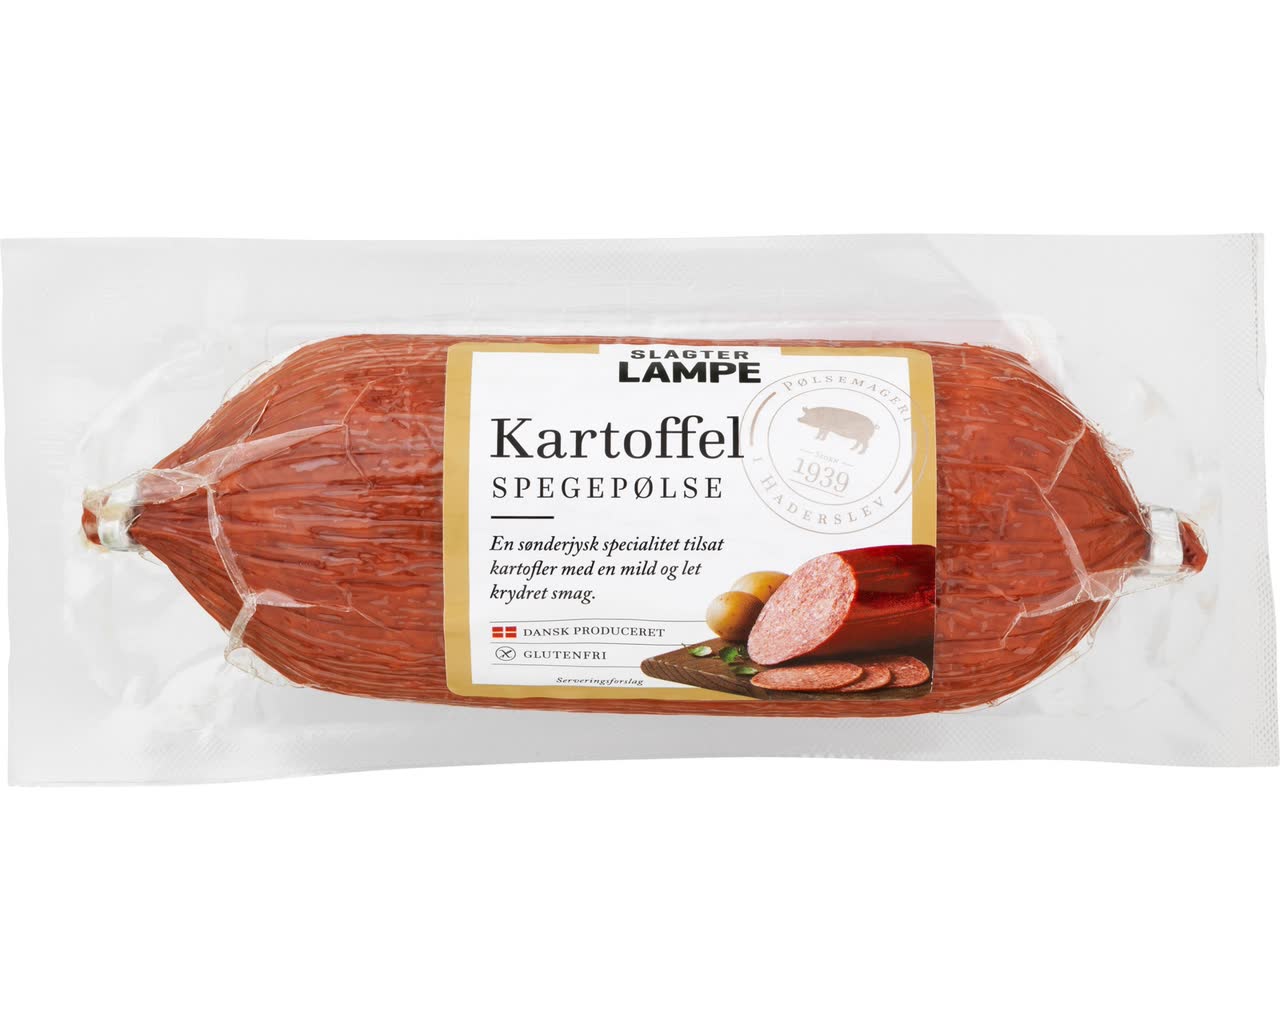 SLAGTER
LAMPE
Kartoffel
SPEGEPØLSE
PØLSEMAGERI
I HADERSLEV
SIDEN
1939
En sønderjysk specialitet tilsat
kartofler med en mild og let
krydret smag.
DANSK PRODUCERET
GLUTENFRI
Serveringsforslag